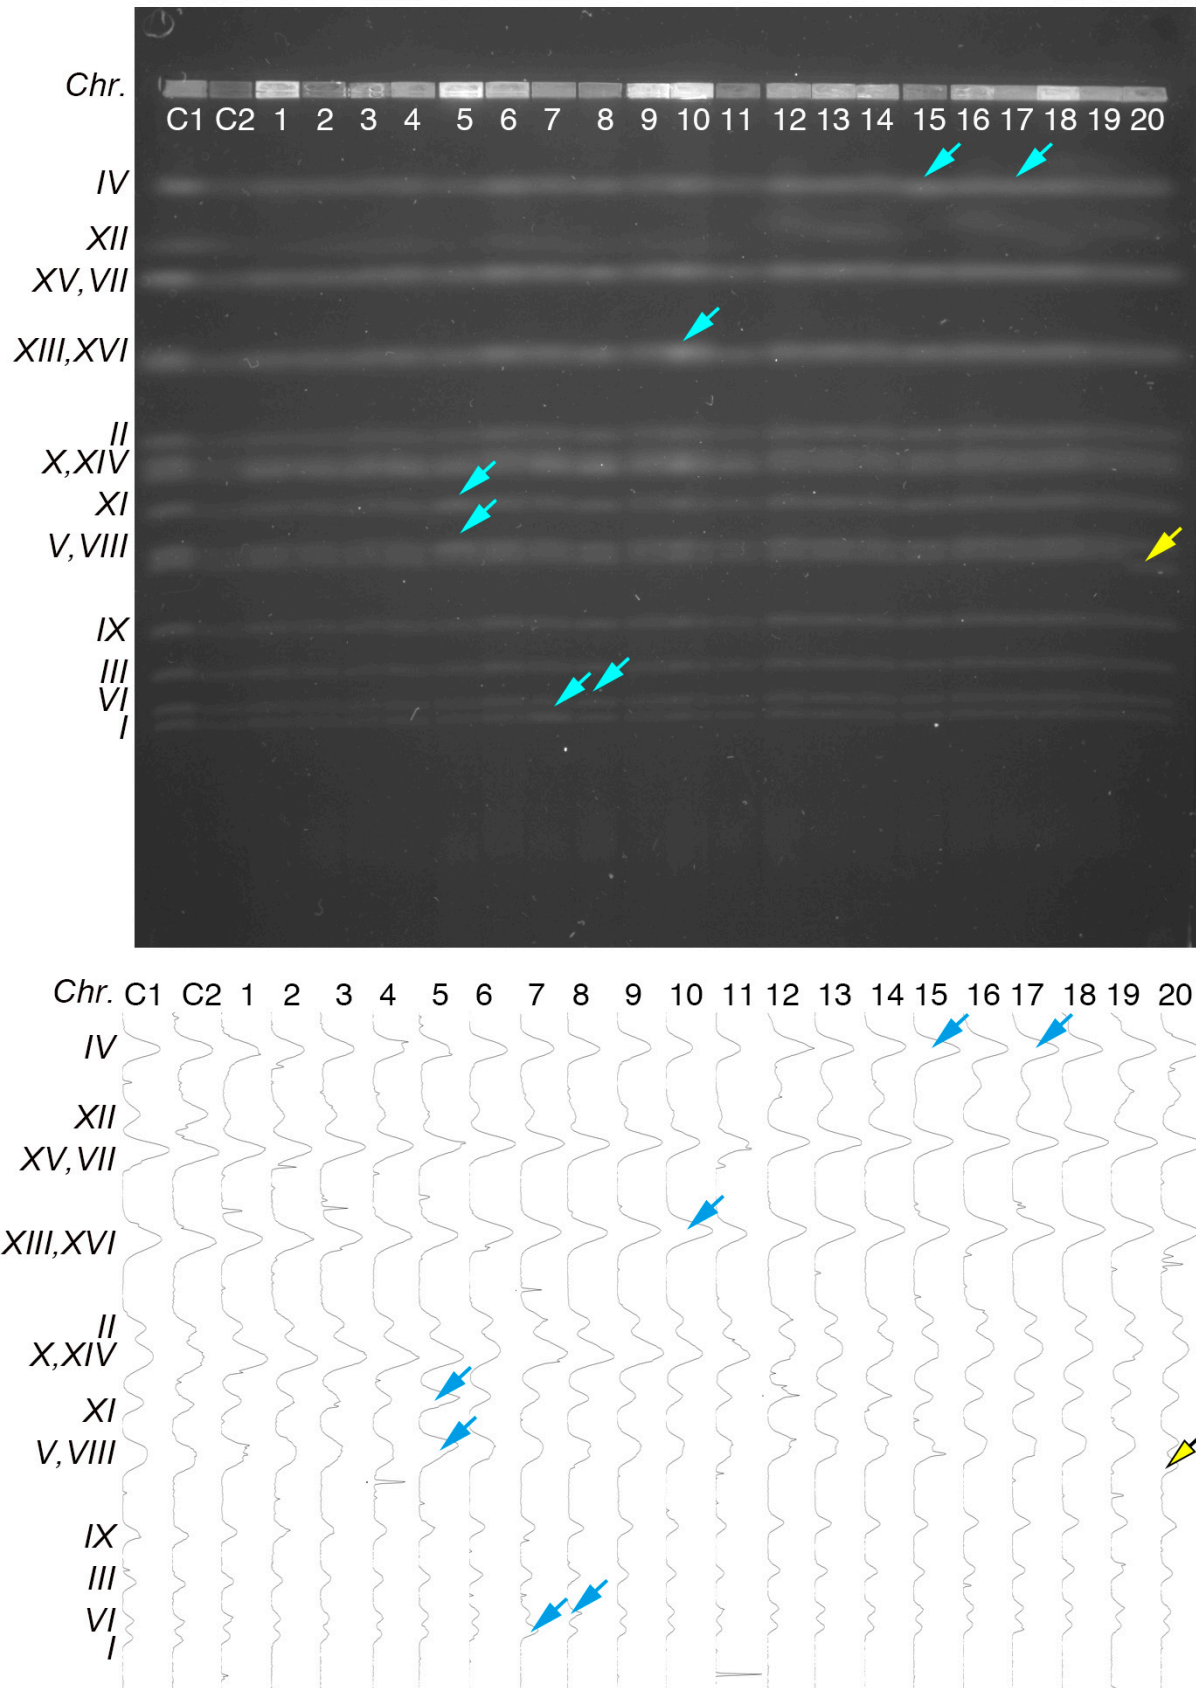 Chr.
C1 C2 1 2 3 4 5 6 7 8 9 10 11 12 13 14 15 16 17 18 19 20
IV
XII
XV,VII
XIII,XVI
II
X,XIV
XI
V,VIII
IX
III
VI
I
Chr. C1 C2 1 2 3 4 5 6 7 8 9 10 11 12 13 14 15 16 17 18 19 20
IV
XII
XV,VII
XIII,XVI
II
X,XIV
XI
V,VIII
IX
III
VI
I